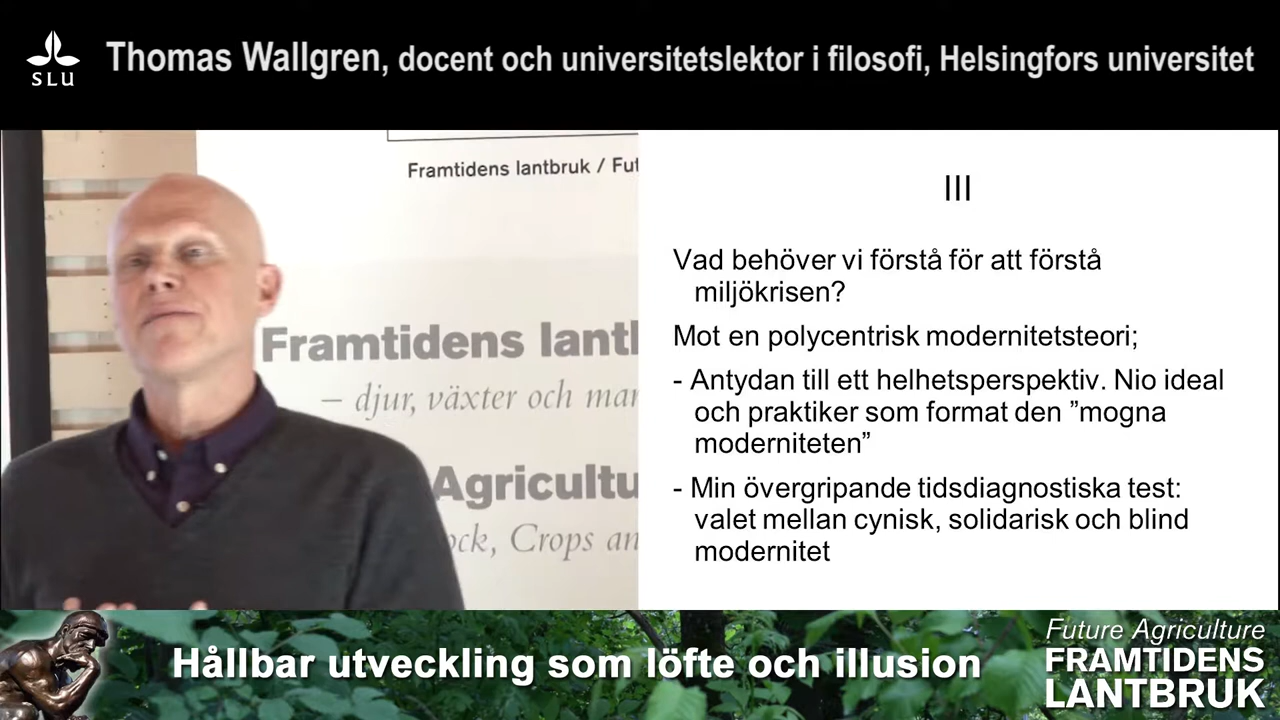 SLU
Thomas Wallgren, docent och universitetslektor i filosofi, Helsingfors universitet
Framtidens lantbruk / Fut
Framtidens lantb
– djur, växter och mar
Agricultu
ock, Crops an
III
Vad behöver vi förstå för att förstå
miljökrisen?
Mot en polycentrisk modernitetsteori;
- Antydan till ett helhetsperspektiv. Nio ideal
och praktiker som format den ”mogna
moderniteten”
- Min övergripande tidsdiagnostiska test:
valet mellan cynisk, solidarisk och blind
modernitet
Hållbar utveckling som löfte och illusion
Future Agriculture
FRAMTIDENS
LANTBRUK